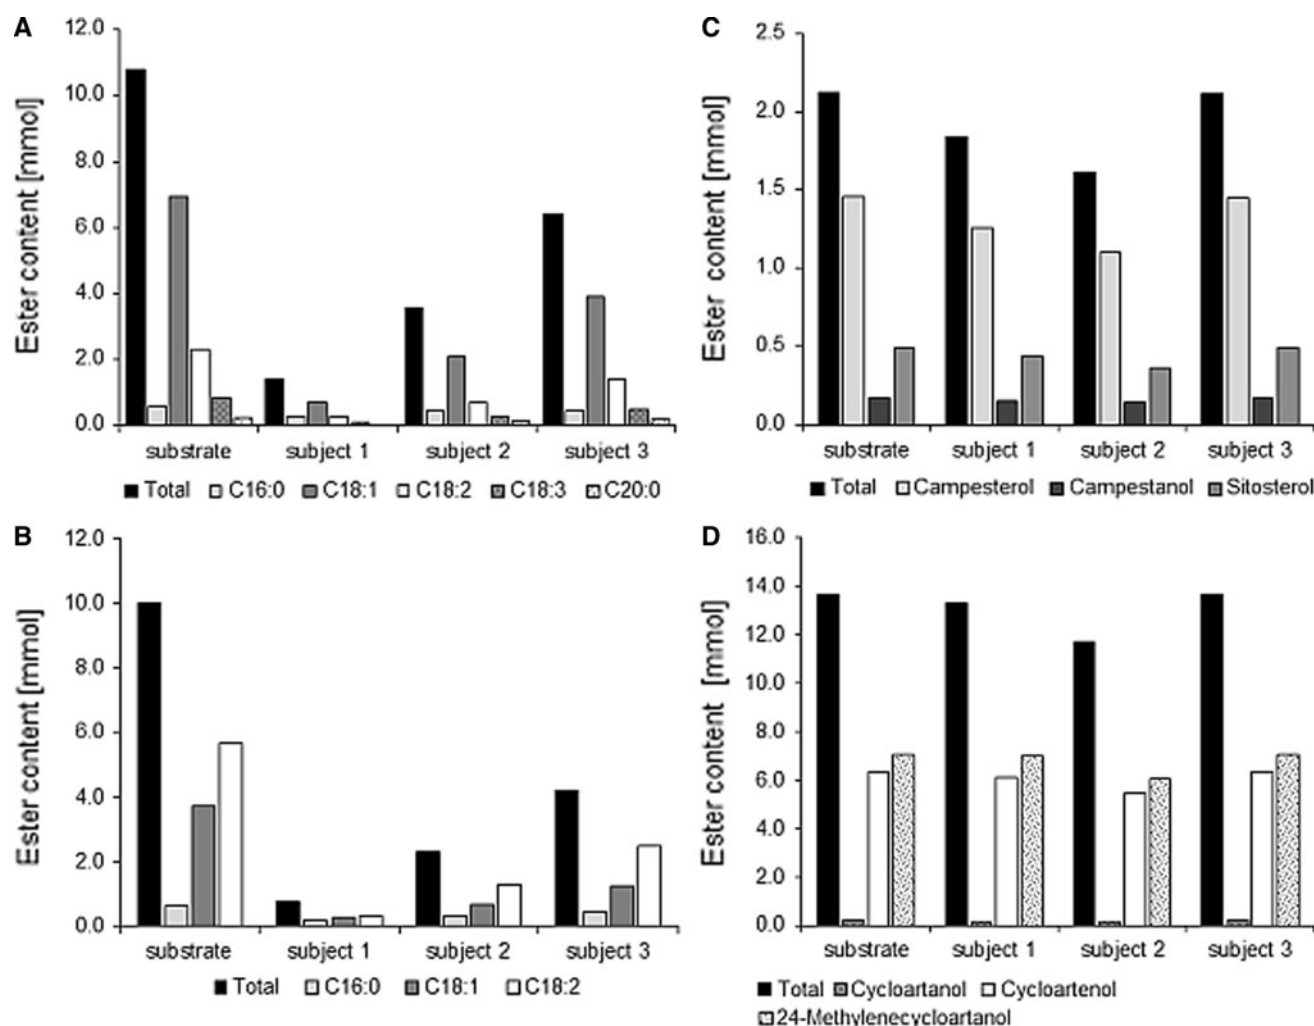 A
Ester content [mmol]
12.0
10.0
8.0
6.0
4.0
2.0
0.0
substrate subject 1 subject 2 subject 3
Total C16:0 C18:1 C18:2 C18:3 C20:0
C
Ester content [mmol]
2.5
2.0
1.5
1.0
0.5
0.0
substrate subject 1 subject 2 subject 3
Total Campesterol Campestanol Sitosterol
B
Ester content [mmol]
12.0
10.0
8.0
6.0
4.0
2.0
0.0
substrate subject 1 subject 2 subject 3
Total C16:0 C18:1 C18:2
D
Ester content [mmol]
16.0
14.0
12.0
10.0
8.0
6.0
4.0
2.0
0.0
substrate subject 1 subject 2 subject 3
Total Cycloartanol Cycloartenol
24-Methylenecycloartanol